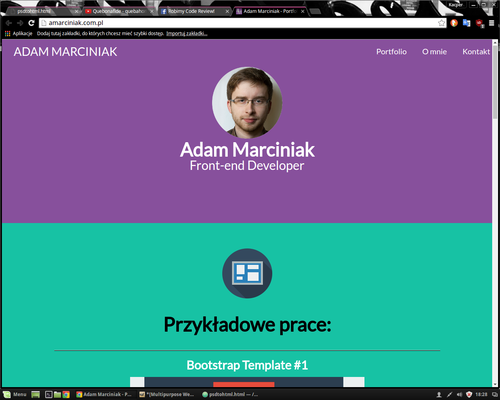 psdtohtml.html
Robimy Code Review!
Adam Marciniak - Portf
Kacper
amarciniak.com.pl
Aplikacje
Dodaj tutaj zakładki, do których chcesz mieć szybki dostęp.
Importuj zakładki...
ADAM MARCINIAK
Portfolio
O mnie
Kontakt
Adam Marciniak
Front-end Developer
Przykładowe prace:
Bootstrap Template #1
Menu
Adam Marciniak - P...
*[Multipurpose We...
psdtohtml.html — /...
18:28